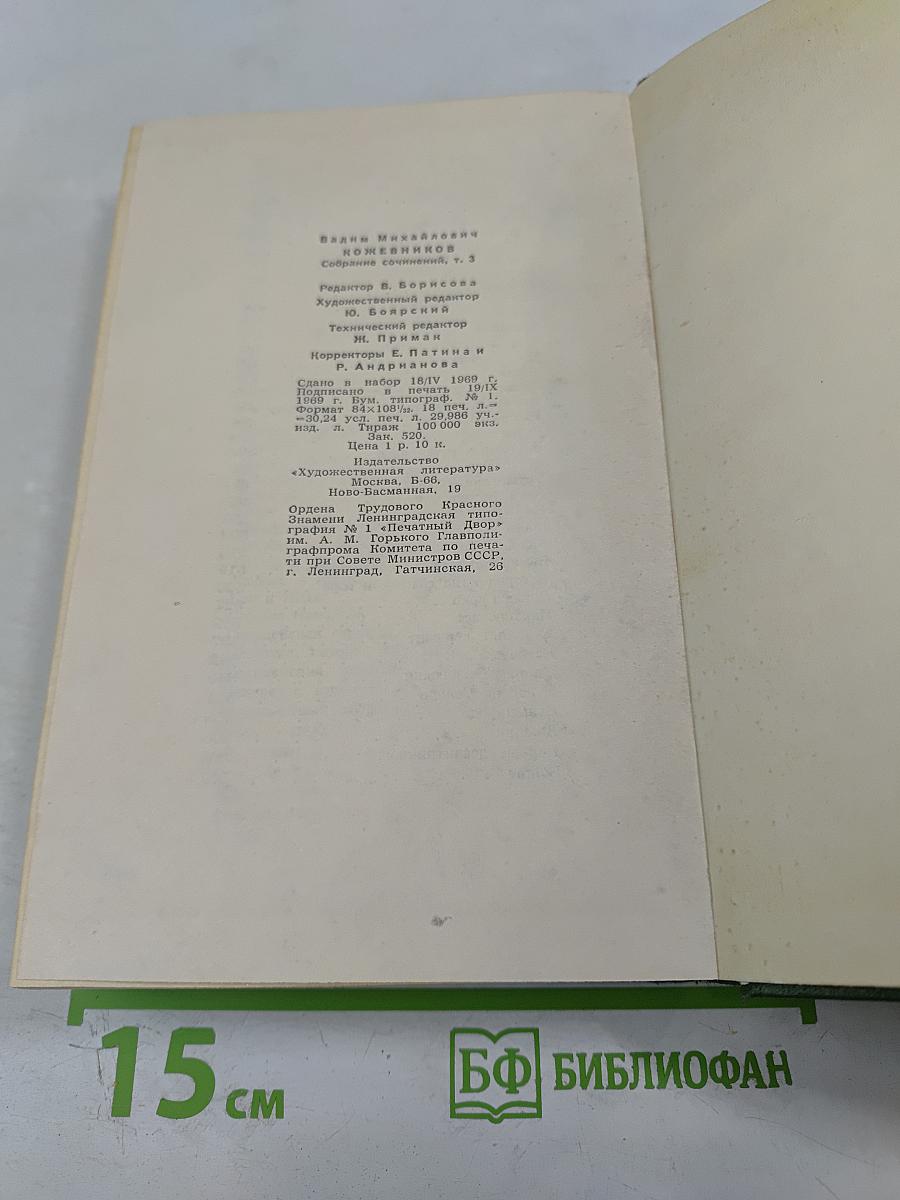 Вадим Михайлович
КОЖЕВНИКОВ
Собрание сочинений, т. 3
Редактор В. Борисова
Художественный редактор
Ю. Боярский
Технический редактор
Ж. Примак
Корректоры Е. Патина и
Р. Андрианова
Сдано в набор 18/IV 1969 г.
Подписано в печать 19/IX
1969 г. Бум. типограф. № 1.
Формат 84×108¹/₃₂. 18 печ. л.=
=30,24 усл. печ. л. 29,986 уч.-
изд. л. Тираж 100 000 экз.
Зак. 520.
Цена 1 р. 10 к.
Издательство
«Художественная литература»
Москва, Б-66,
Ново-Басманная, 19
Ордена Трудового Красного
Знамени Ленинградская типо-
графия № 1 «Печатный Двор»
им. А. М. Горького Главполи-
графпрома Комитета по печа-
ти при Совете Министров СССР,
г. Ленинград, Гатчинская, 26
15 см
БФ БИБЛИОФАН